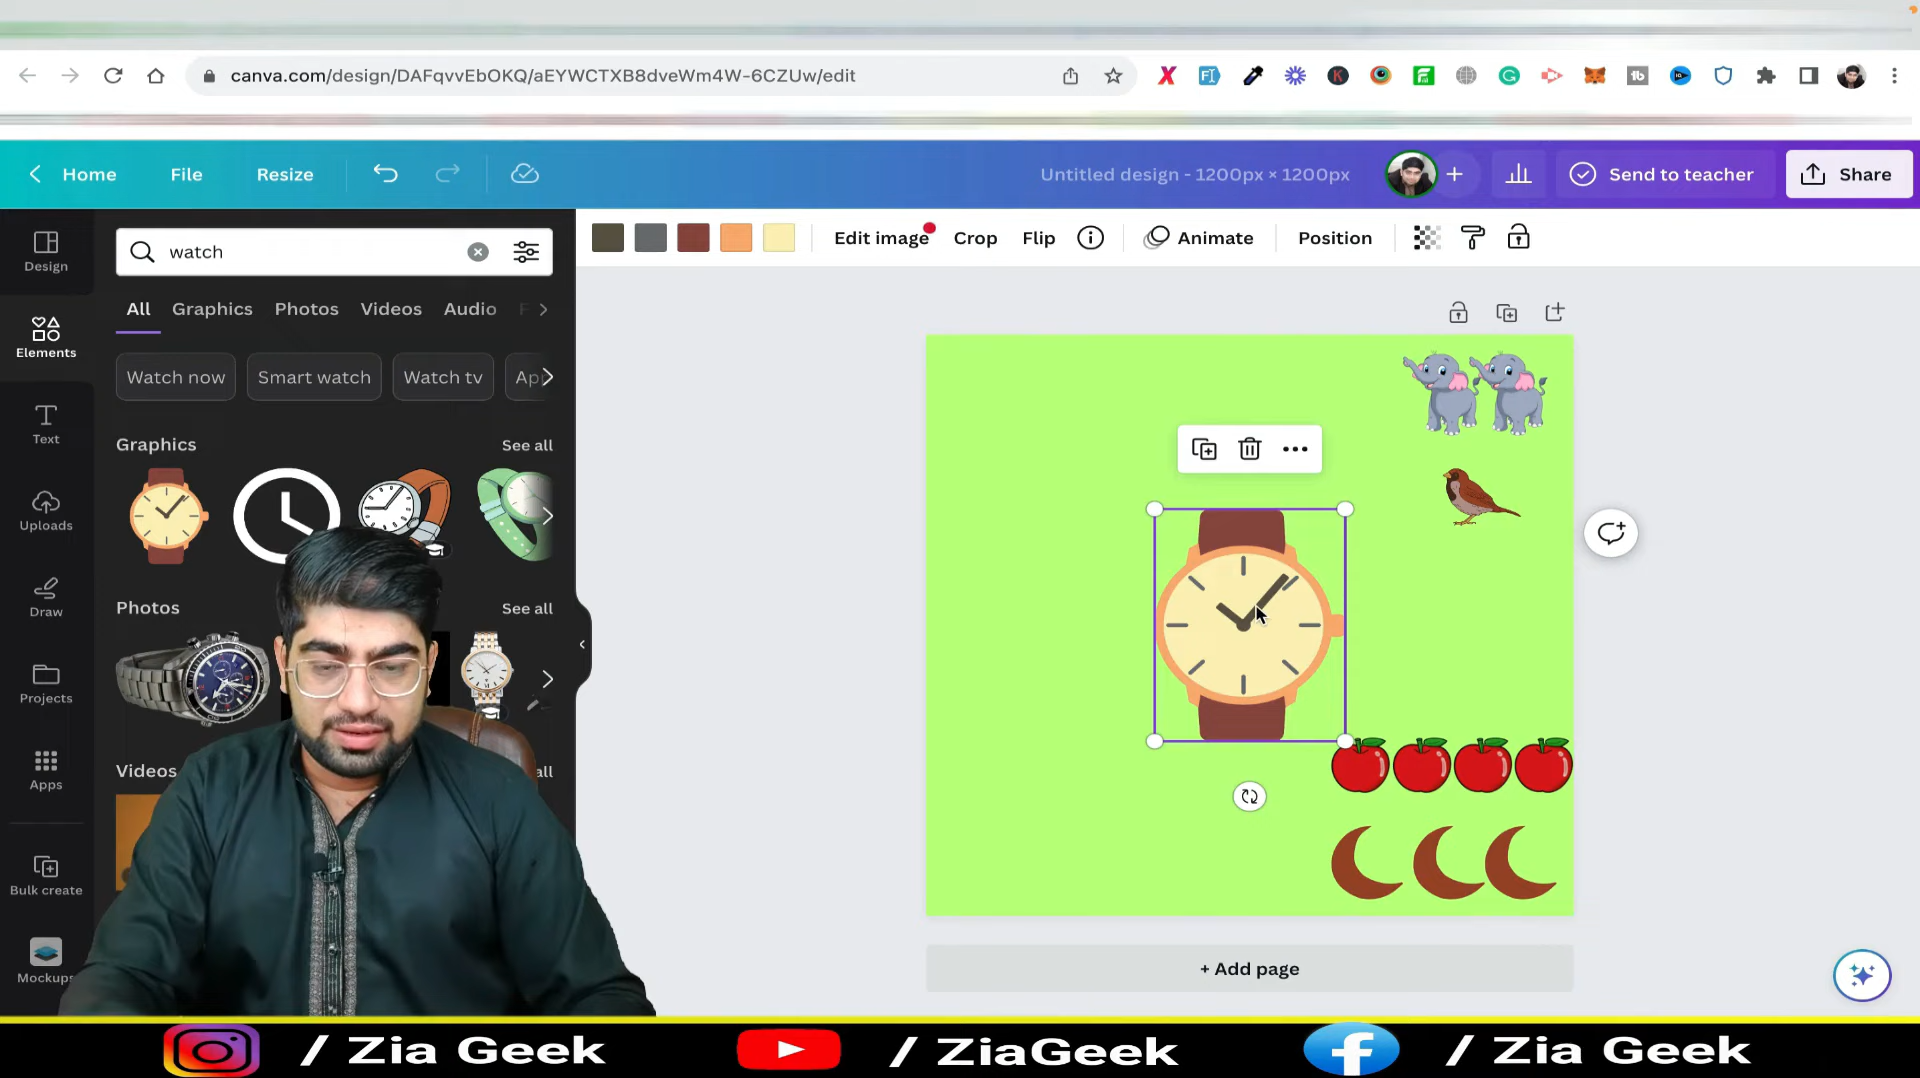 canva.com/design/DAFqvvEbOKQ/aEYWCTXB8dveWm4W-6CZUw/edit
Home File Resize Untitled design - 1200px × 1200px Send to teacher Share
Design
watch
Edit image Crop Flip Animate Position
All Graphics Photos Videos Audio
Elements
Watch now Smart watch Watch tv
Text
Graphics See all
Uploads
Draw
Photos See all
Projects
Videos
Apps
Bulk create
Mockups
+ Add page
/ Zia Geek / ZiaGeek / Zia Geek